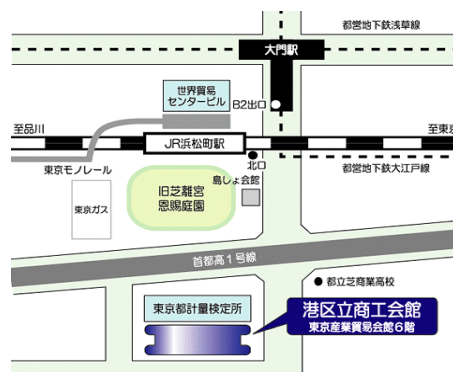 都営地下鉄浅草線
大門駅
世界貿易
センタービル
B2出口
至品川
JR浜松町駅
至東京
北口
東京モノレール
都営地下鉄大江戸線
島しょ会館
旧芝離宮
恩賜庭園
東京ガス
首都高1号線
都立芝商業高校
東京都計量検定所
港区立商工会館
東京産業貿易会館6階